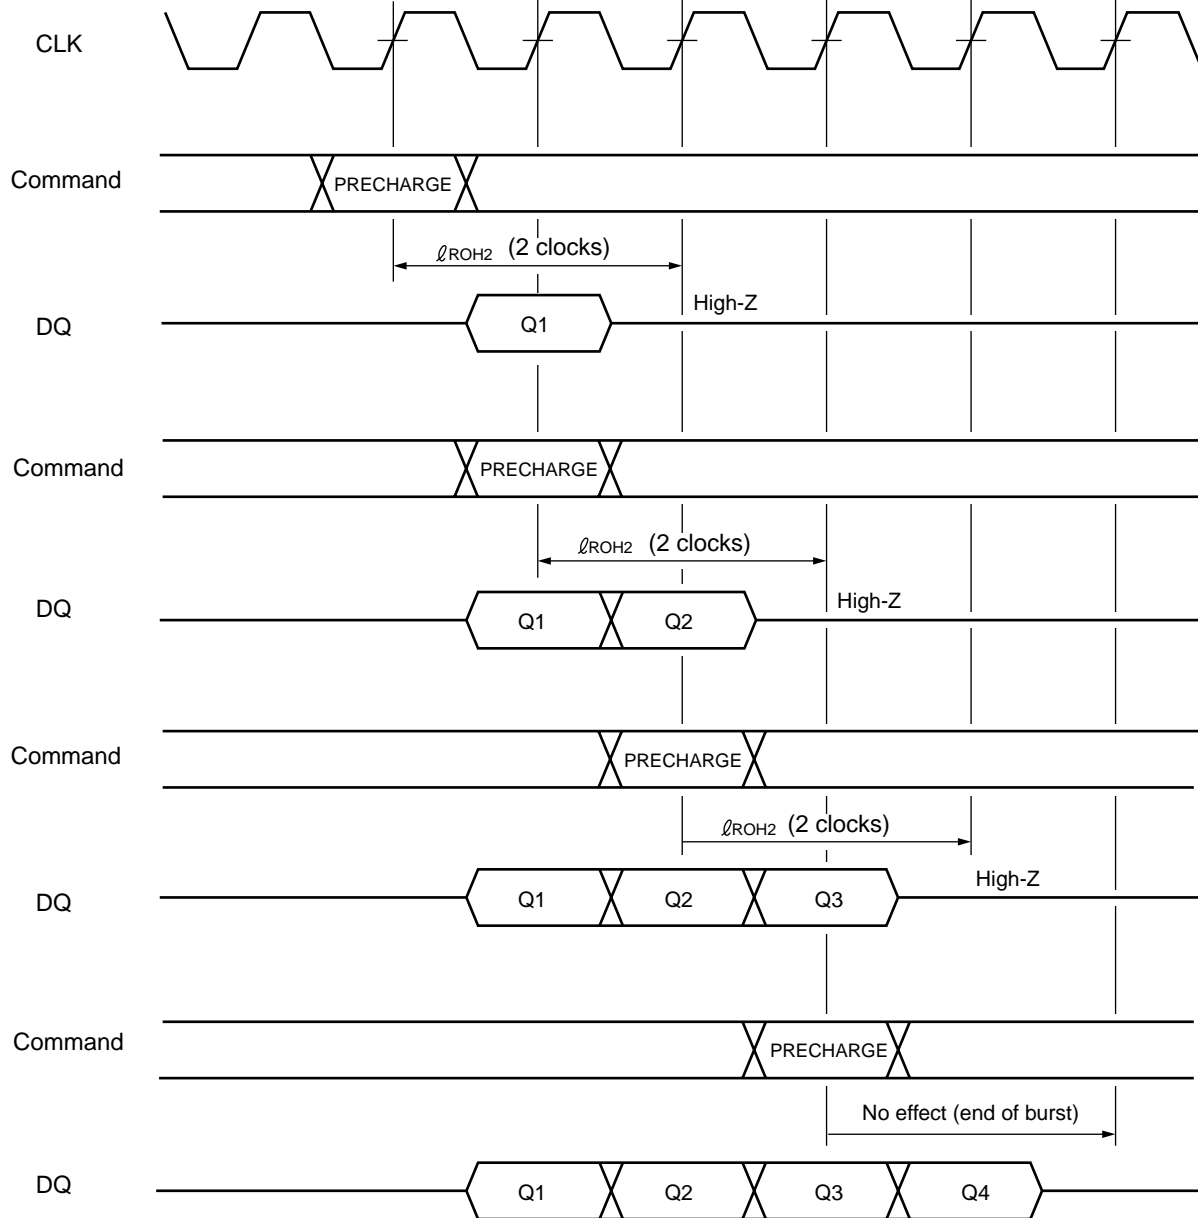 CLK
Command
PRECHARGE
ℓROH2 (2 clocks)
High-Z
DQ
Q1
Command
PRECHARGE
ℓROH2 (2 clocks)
High-Z
DQ
Q1 Q2
Command
PRECHARGE
ℓROH2 (2 clocks)
High-Z
DQ
Q1 Q2 Q3
Command
PRECHARGE
No effect (end of burst)
DQ
Q1 Q2 Q3 Q4